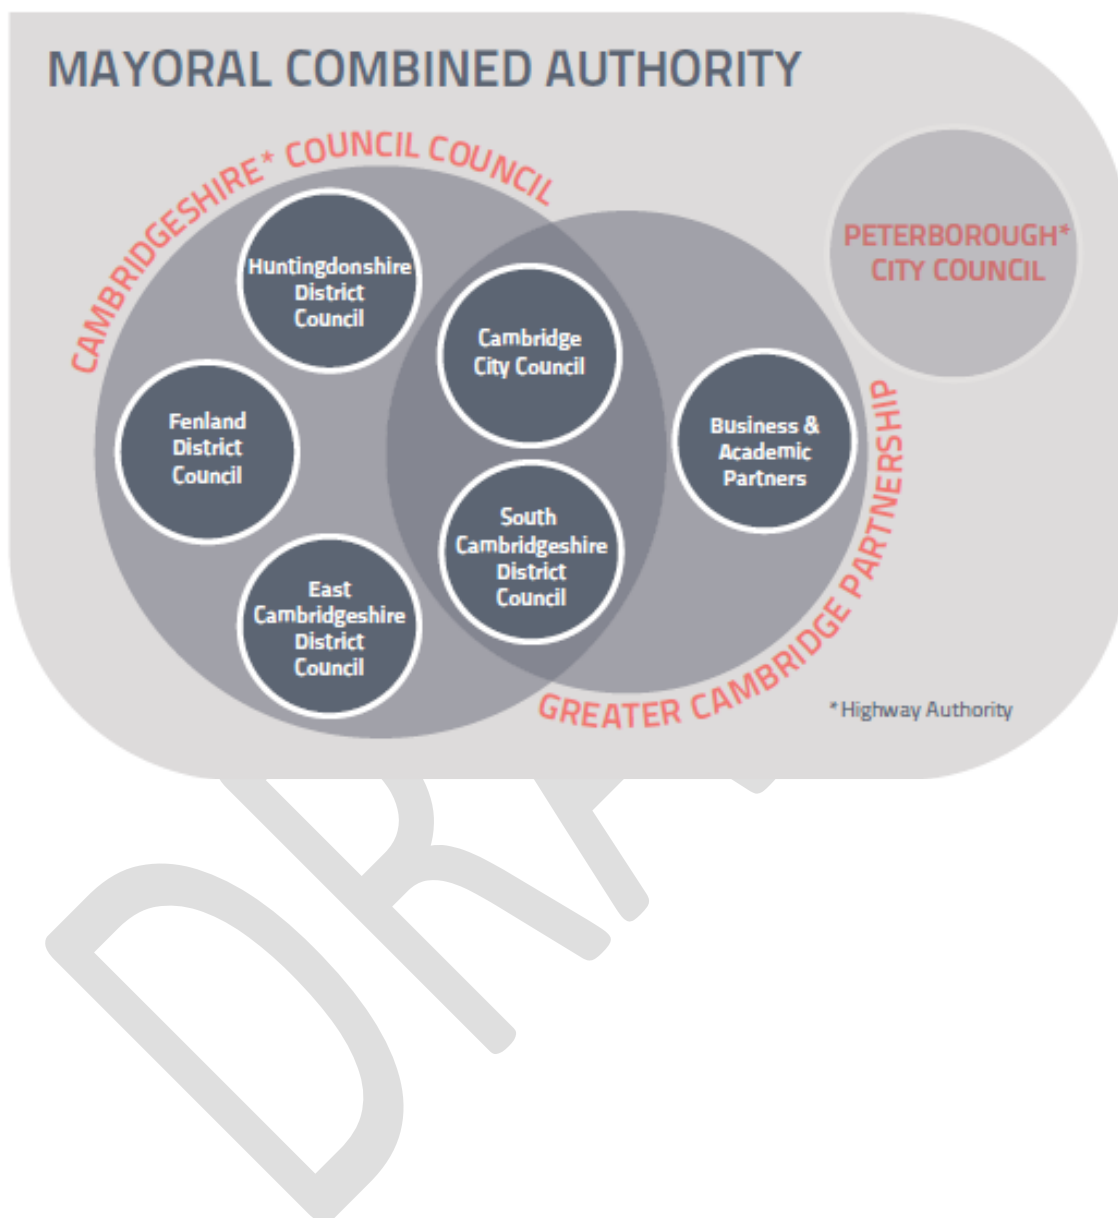 MAYORAL COMBINED AUTHORITY
CAMBRIDGESHIRE* COUNCIL COUNCIL
PETERBOROUGH*
CITY COUNCIL
Huntingdonshire
District
Council
Cambridge
City Council
Fenland
District
Council
Business &
Academic
Partners
South
Cambridgeshire
District
Council
East
Cambridgeshire
District
Council
GREATER CAMBRIDGE PARTNERSHIP
*Highway Authority
DRA